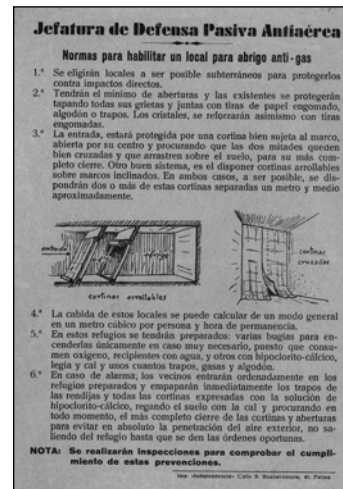 Jefatura de Defensa Pasiva Antiaérea
Normas para habilitar un local para abrigo anti-gas
1.ª Se eligirán locales a ser posible subterráneos para protegerlos
contra impactos directos.
2.ª Tendrán el mínimo de aberturas y las existentes se protegerán
tapando todas sus grietas y juntas con tiras de papel engomado,
algodón o trapos. Los cristales, se reforzarán asimismo con tiras
engomadas.
3.ª La entrada, estará protegida por una cortina bien sujeta al marco,
abierta por su centro y procurando que las dos mitades queden
bien cruzadas y que arrastren sobre el suelo, para su más com-
pleto cierre. Otro buen sistema, es el disponer cortinas arrollables
sobre marcos inclinados. En ambos casos, a ser posible, se dis-
pondrán dos o más de estas cortinas separadas un metro y medio
aproximadamente.
entrada
cortinas arrollables
cortinas
cruzadas
4.ª La cabida de estos locales se puede calcular de un modo general
en un metro cúbico por persona y hora de permanencia.
5.ª En estos refugios se tendrán preparados: varias bugias para en-
cenderlas únicamente en caso muy necesario, puesto que consu-
men oxígeno, recipientes con agua, y otros con hipoclorito-cálcico,
legía y cal y unos cuantos trapos, gasas y algodón.
6.ª En caso de alarma, los vecinos entrarán ordenadamente en los
refugios preparados y empaparán inmediatamente los trapos de
las rendijas y todas las cortinas expresadas con la solución de
hipoclorito-cálcico, regando el suelo con la cal y procurando en
todo momento, el más completo cierre de las cortinas y aberturas
para evitar en absoluto la penetración del aire exterior, no sa-
liendo del refugio hasta que se den las órdenes oportunas.
NOTA: Se realizarán inspecciones para comprobar el cumpli-
miento de estas prevenciones.
Imp. «Independencia» Calle S. Buenaventura, 41. Palma